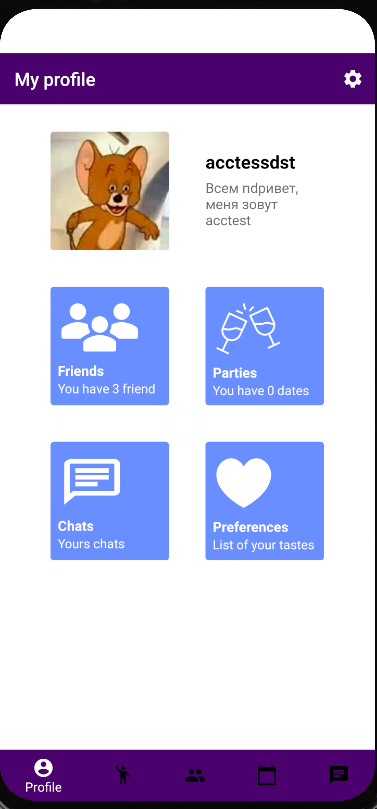 My profile
acctessdst
Всем пdривет,
меня зовут
acctest
Friends
You have 3 friend
Parties
You have 0 dates
Chats
Yours chats
Preferences
List of your tastes
Profile